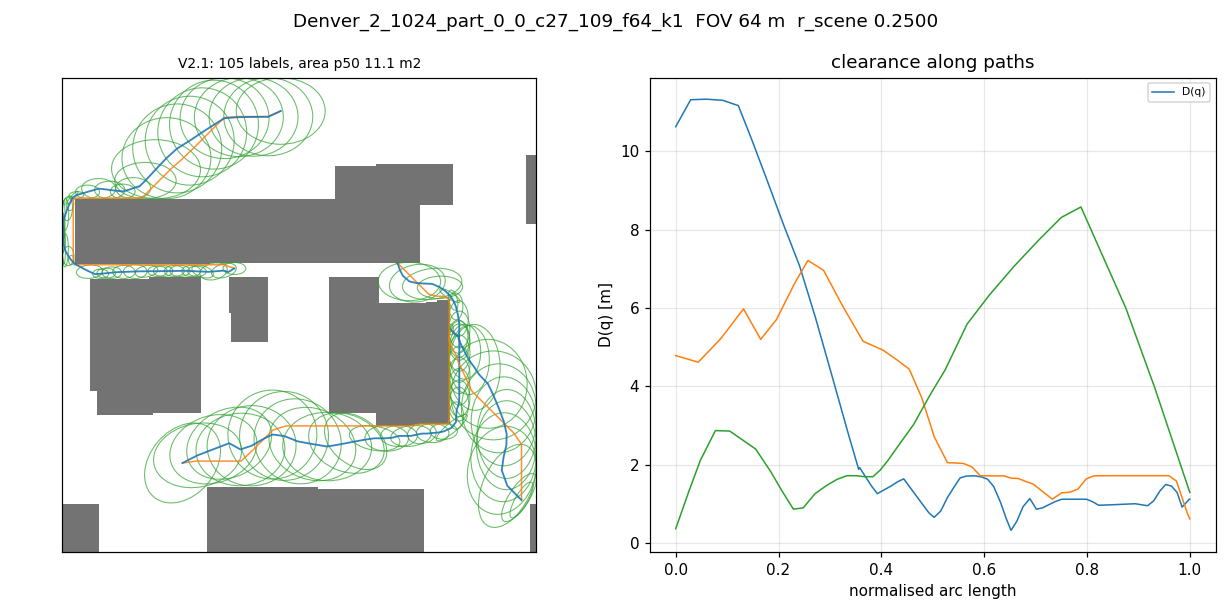 Denver_2_1024_part_0_0_c27_109_f64_k1  FOV 64 m  r_scene 0.2500
V2.1: 105 labels, area p50 11.1 m2
clearance along paths
D(q)
D(q) [m]
10
8
6
4
2
0
0.0 0.2 0.4 0.6 0.8 1.0
normalised arc length